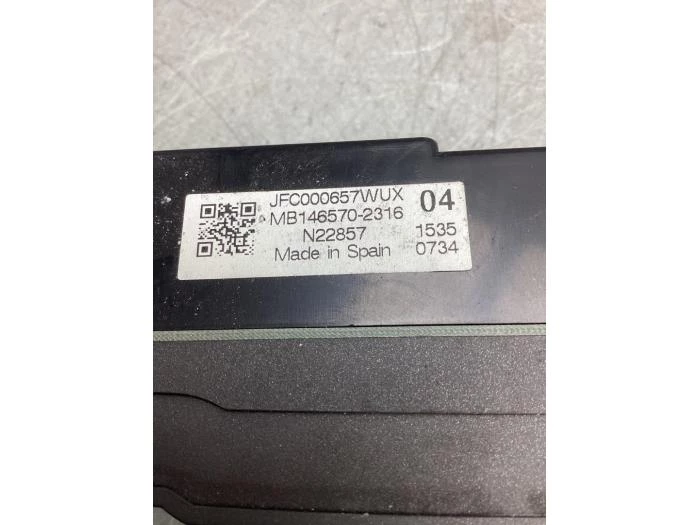 JFC000657WUX 04
MB146570-2316
N22857 1535
Made in Spain 0734